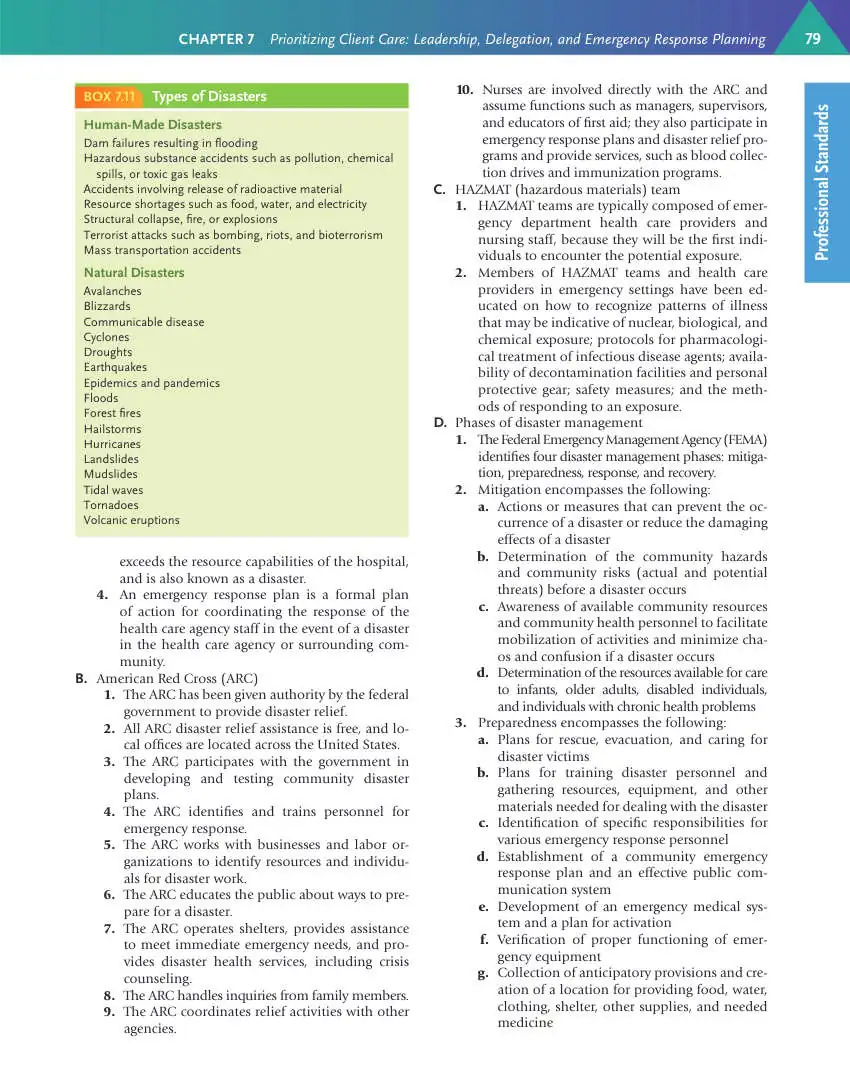 CHAPTER 7 Prioritizing Client Care: Leadership, Delegation, and Emergency Response Planning 79
BOX 7.11 Types of Disasters
Human-Made Disasters
Dam failures resulting in flooding
Hazardous substance accidents such as pollution, chemical
spills, or toxic gas leaks
Accidents involving release of radioactive material
Resource shortages such as food, water, and electricity
Structural collapse, fire, or explosions
Terrorist attacks such as bombing, riots, and bioterrorism
Mass transportation accidents
Natural Disasters
Avalanches
Blizzards
Communicable disease
Cyclones
Droughts
Earthquakes
Epidemics and pandemics
Floods
Forest fires
Hailstorms
Hurricanes
Landslides
Mudslides
Tidal waves
Tornadoes
Volcanic eruptions
exceeds the resource capabilities of the hospital,
and is also known as a disaster.
4. An emergency response plan is a formal plan
of action for coordinating the response of the
health care agency staff in the event of a disaster
in the health care agency or surrounding com-
munity.
B. American Red Cross (ARC)
1. The ARC has been given authority by the federal
government to provide disaster relief.
2. All ARC disaster relief assistance is free, and lo-
cal offices are located across the United States.
3. The ARC participates with the government in
developing and testing community disaster
plans.
4. The ARC identifies and trains personnel for
emergency response.
5. The ARC works with businesses and labor or-
ganizations to identify resources and individu-
als for disaster work.
6. The ARC educates the public about ways to pre-
pare for a disaster.
7. The ARC operates shelters, provides assistance
to meet immediate emergency needs, and pro-
vides disaster health services, including crisis
counseling.
8. The ARC handles inquiries from family members.
9. The ARC coordinates relief activities with other
agencies.
10. Nurses are involved directly with the ARC and
assume functions such as managers, supervisors,
and educators of first aid; they also participate in
emergency response plans and disaster relief pro-
grams and provide services, such as blood collec-
tion drives and immunization programs.
C. HAZMAT (hazardous materials) team
1. HAZMAT teams are typically composed of emer-
gency department health care providers and
nursing staff, because they will be the first indi-
viduals to encounter the potential exposure.
2. Members of HAZMAT teams and health care
providers in emergency settings have been ed-
ucated on how to recognize patterns of illness
that may be indicative of nuclear, biological, and
chemical exposure; protocols for pharmacologi-
cal treatment of infectious disease agents; availa-
bility of decontamination facilities and personal
protective gear; safety measures; and the meth-
ods of responding to an exposure.
D. Phases of disaster management
1. The Federal Emergency Management Agency (FEMA)
identifies four disaster management phases: mitiga-
tion, preparedness, response, and recovery.
2. Mitigation encompasses the following:
a. Actions or measures that can prevent the oc-
currence of a disaster or reduce the damaging
effects of a disaster
b. Determination of the community hazards
and community risks (actual and potential
threats) before a disaster occurs
c. Awareness of available community resources
and community health personnel to facilitate
mobilization of activities and minimize cha-
os and confusion if a disaster occurs
d. Determination of the resources available for care
to infants, older adults, disabled individuals,
and individuals with chronic health problems
3. Preparedness encompasses the following:
a. Plans for rescue, evacuation, and caring for
disaster victims
b. Plans for training disaster personnel and
gathering resources, equipment, and other
materials needed for dealing with the disaster
c. Identification of specific responsibilities for
various emergency response personnel
d. Establishment of a community emergency
response plan and an effective public com-
munication system
e. Development of an emergency medical sys-
tem and a plan for activation
f. Verification of proper functioning of emer-
gency equipment
g. Collection of anticipatory provisions and cre-
ation of a location for providing food, water,
clothing, shelter, other supplies, and needed
medicine
Professional Standards